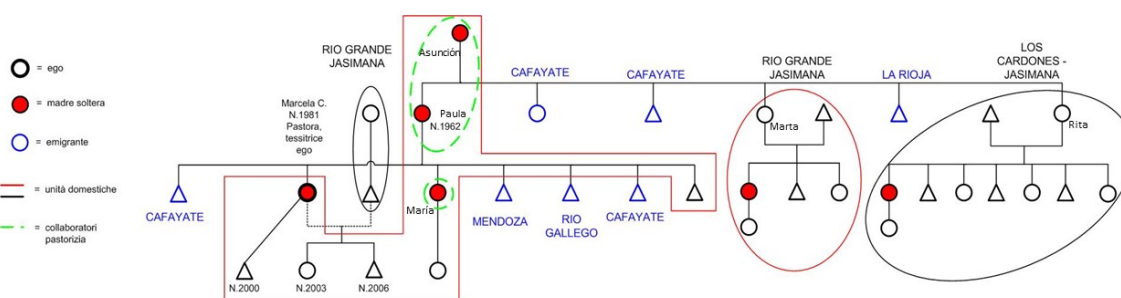 = ego
= madre soltera
= emigrante
= unità domestiche
= collaboratori
pastorizia
RIO GRANDE
JASIMANA
Marcela C.
N.1981
Pastora,
tessitrice
ego
Asunción
Paula
N.1962
CAFAYATE
CAFAYATE
RIO GRANDE
JASIMANA
Marta
LA RIOJA
LOS
CARDONES -
JASIMANA
Rita
CAFAYATE
María
MENDOZA
RIO
GALLEGO
CAFAYATE
N.2000
N.2003
N.2006